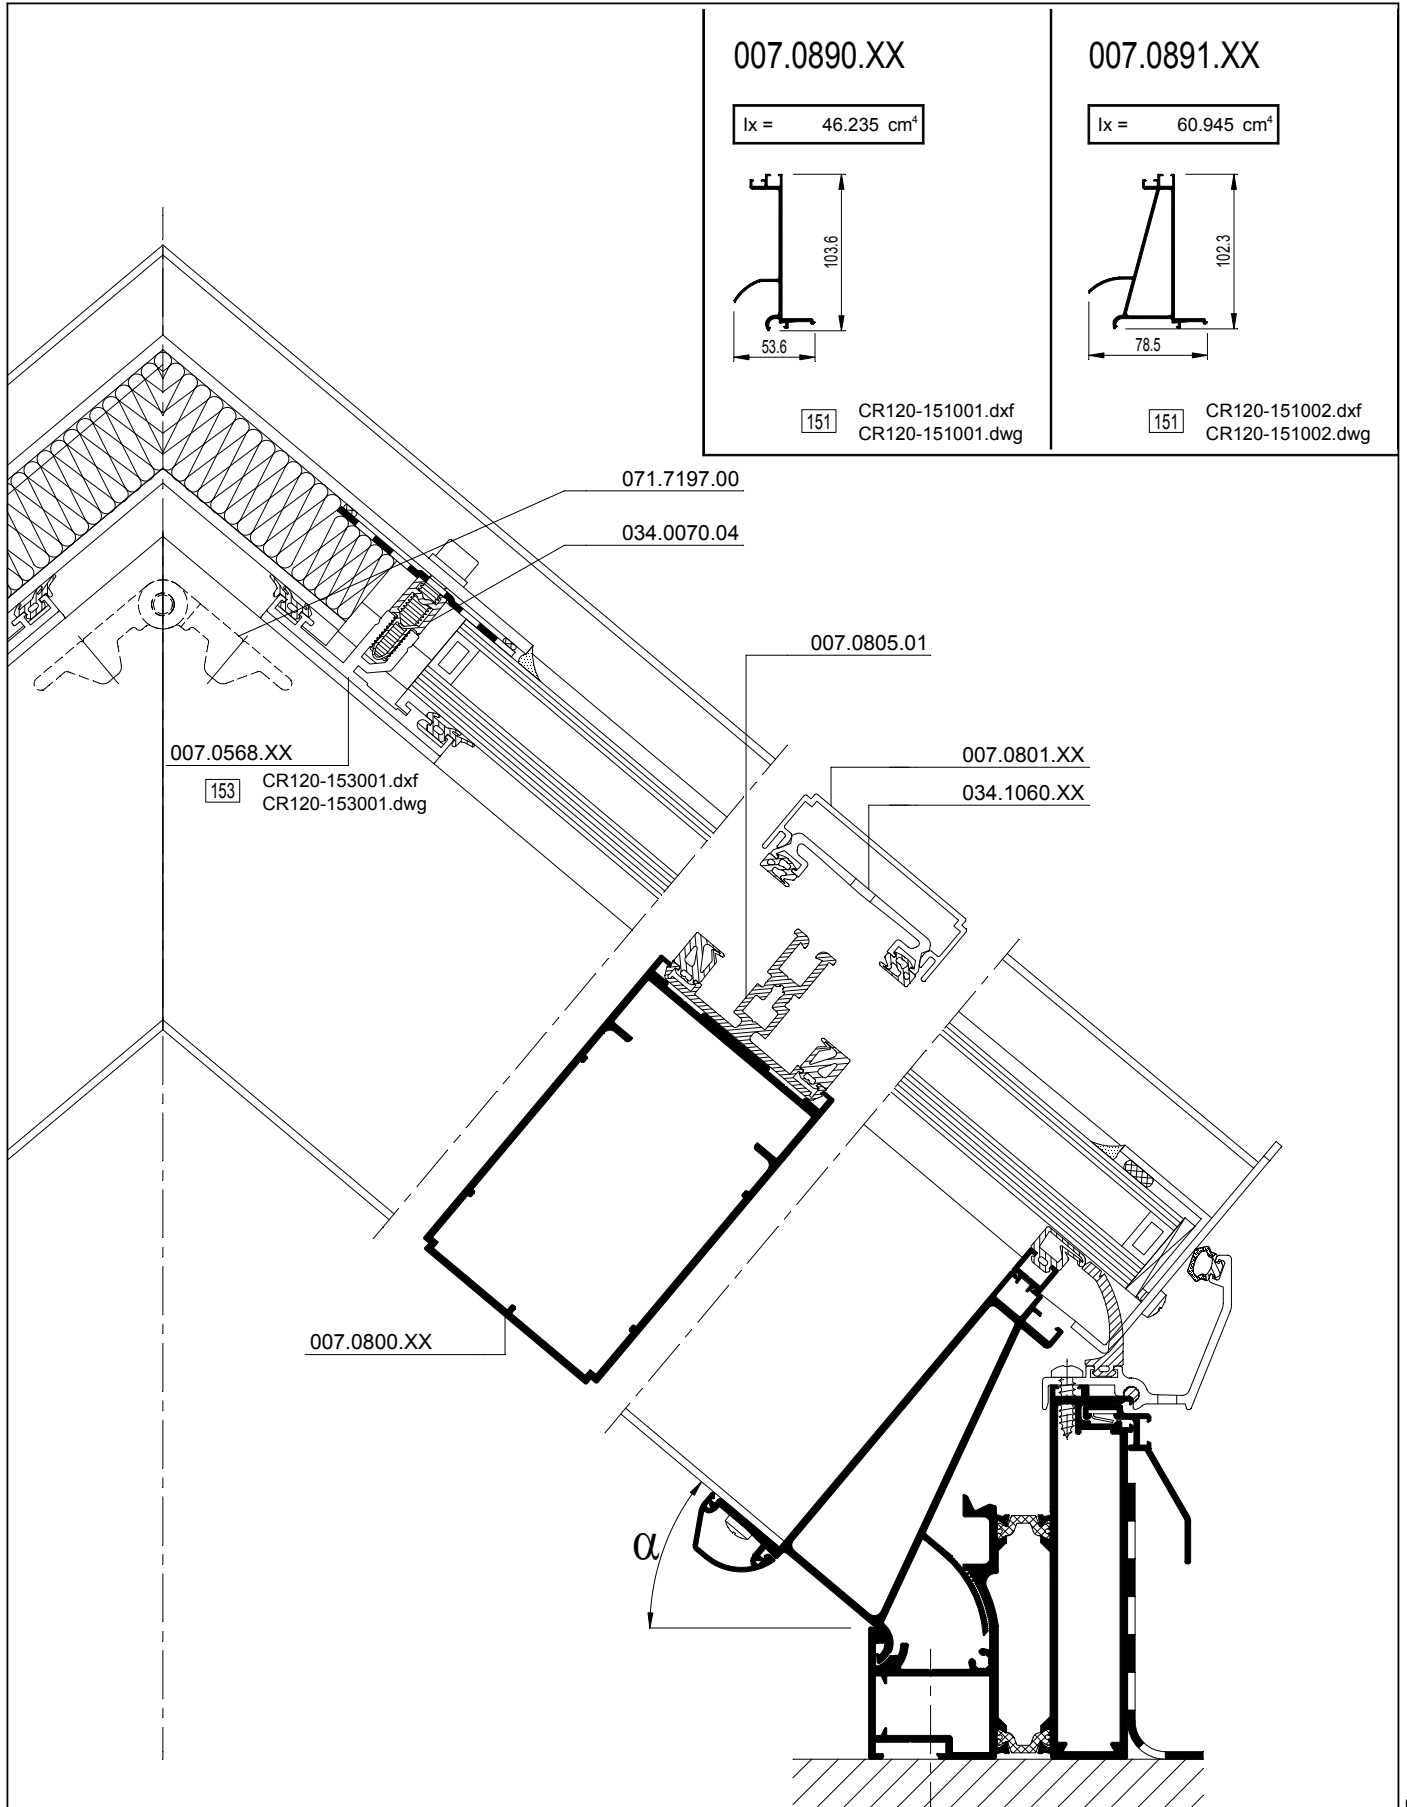 007.0890.XX
007.0891.XX
Ix = 46.235 cm⁴
Ix = 60.945 cm⁴
103.6
102.3
53.6
78.5
151
CR120-151001.dxf
CR120-151001.dwg
151
CR120-151002.dxf
CR120-151002.dwg
071.7197.00
034.0070.04
007.0805.01
007.0568.XX
153
CR120-153001.dxf
CR120-153001.dwg
007.0801.XX
034.1060.XX
007.0800.XX
α